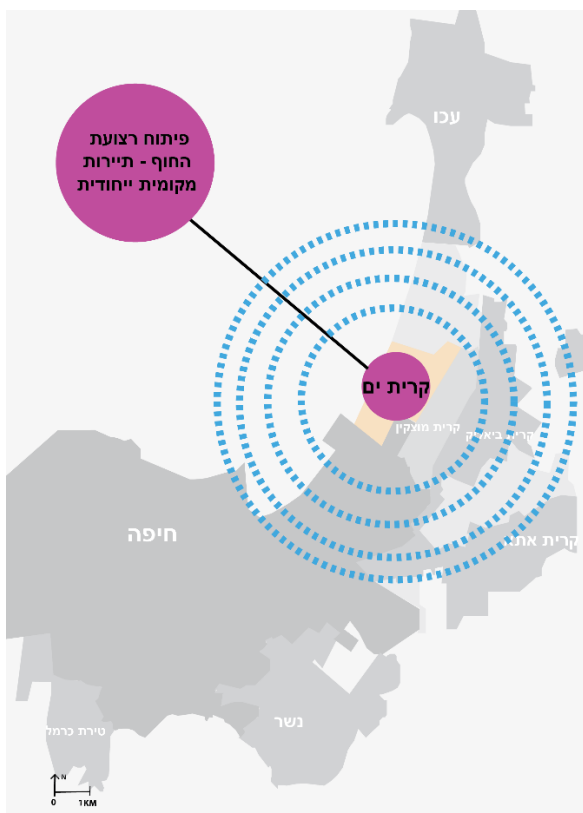 עכו
פיתוח רצועת
החוף - תיירות
מקומית ייחודית
קרית ים
קרית מוצקין
קרית ביאליק
קרית אתא
חיפה
נשר
טירת כרמל
N
0 1KM